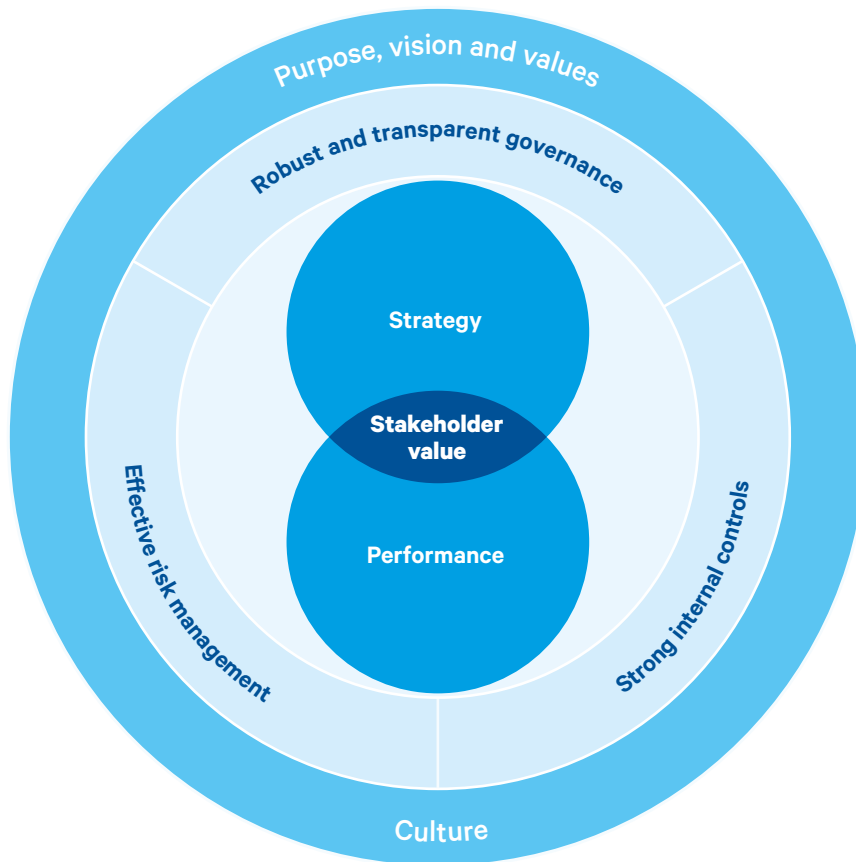 Purpose, vision and values
Robust and transparent governance
Strategy
Stakeholder
value
Performance
Effective risk management
Strong internal controls
Culture